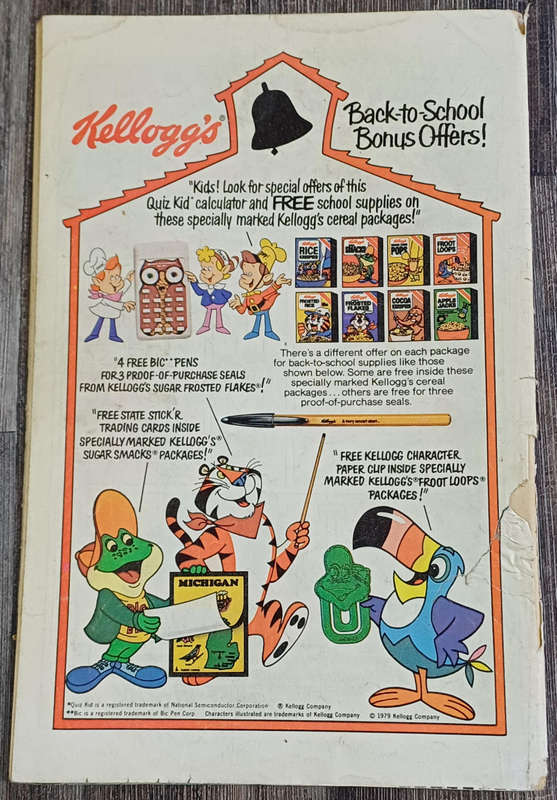 Kellogg's®
Back-to-School
Bonus Offers!
"Kids! Look for special offers of this
Quiz Kid* calculator and FREE school supplies on
these specially marked Kellogg's cereal packages!"
RICE
KRISPIES
SMACKS
POPS
FROOT
LOOPS
FROSTED
RICE
FROSTED
FLAKES
COCOA
KRISPIES
APPLE
There's a different offer on each package
for back-to-school supplies like those
shown below. Some are free inside these
specially marked Kellogg's cereal
packages...others are for three
proof-of-purchase seals.
"4 FREE BIC** PENS
FOR 3 PROOF-OF-PURCHASE SEALS
FROM KELLOGG'S SUGAR FROSTED FLAKES®!"
"FREE STATE STICK'R
TRADING CARDS INSIDE
SPECIALLY MARKED KELLOGG'S®
SUGAR SMACKS® PACKAGES!"
"FREE KELLOGG CHARACTER
PAPER CLIP INSIDE SPECIALLY
MARKED KELLOGG'S® FROOT LOOPS®
PACKAGES!"
MICHIGAN
*Quiz Kid is a registered trademark of National Semiconductor Corporation ® Kellogg Company
**Bic is a registered trademark of Bic Pen Corp. Characters illustrated are trademarks of Kellogg Company © 1979 Kellogg Company